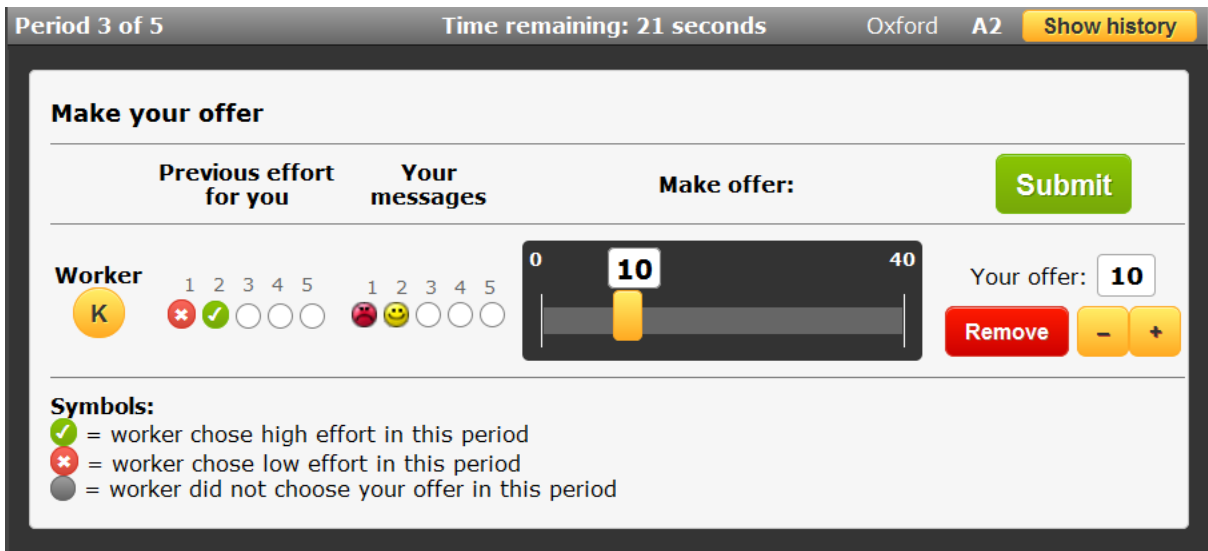 Period 3 of 5 Time remaining: 21 seconds Oxford A2 Show history
Make your offer
Previous effort for you
Your messages
Make offer:
Submit
Worker
K
1 2 3 4 5
1 2 3 4 5
0 10 40
Your offer: 10
Remove - +
Symbols:
= worker chose high effort in this period
= worker chose low effort in this period
= worker did not choose your offer in this period